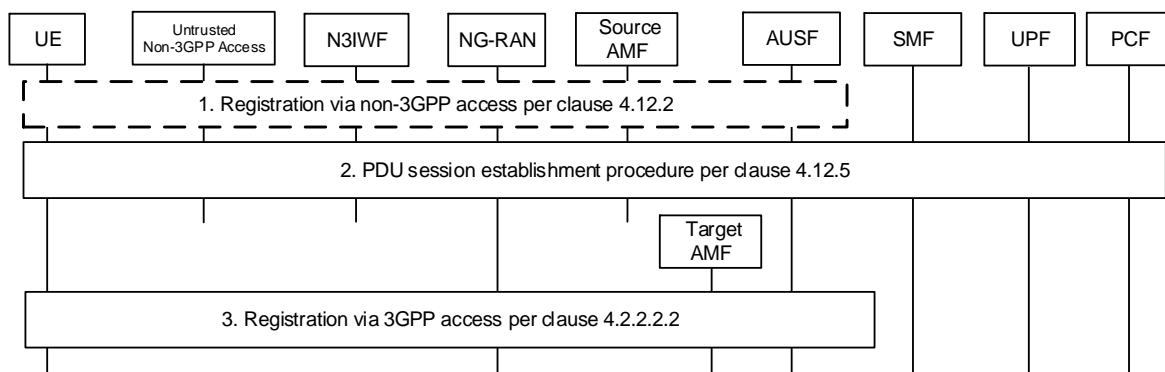 UE
Untrusted
Non-3GPP Access
N3IWF
NG-RAN
Source
AMF
AUSF
SMF
UPF
PCF
1. Registration via non-3GPP access per clause 4.12.2
2. PDU session establishment procedure per clause 4.12.5
Target
AMF
3. Registration via 3GPP access per clause 4.2.2.2.2